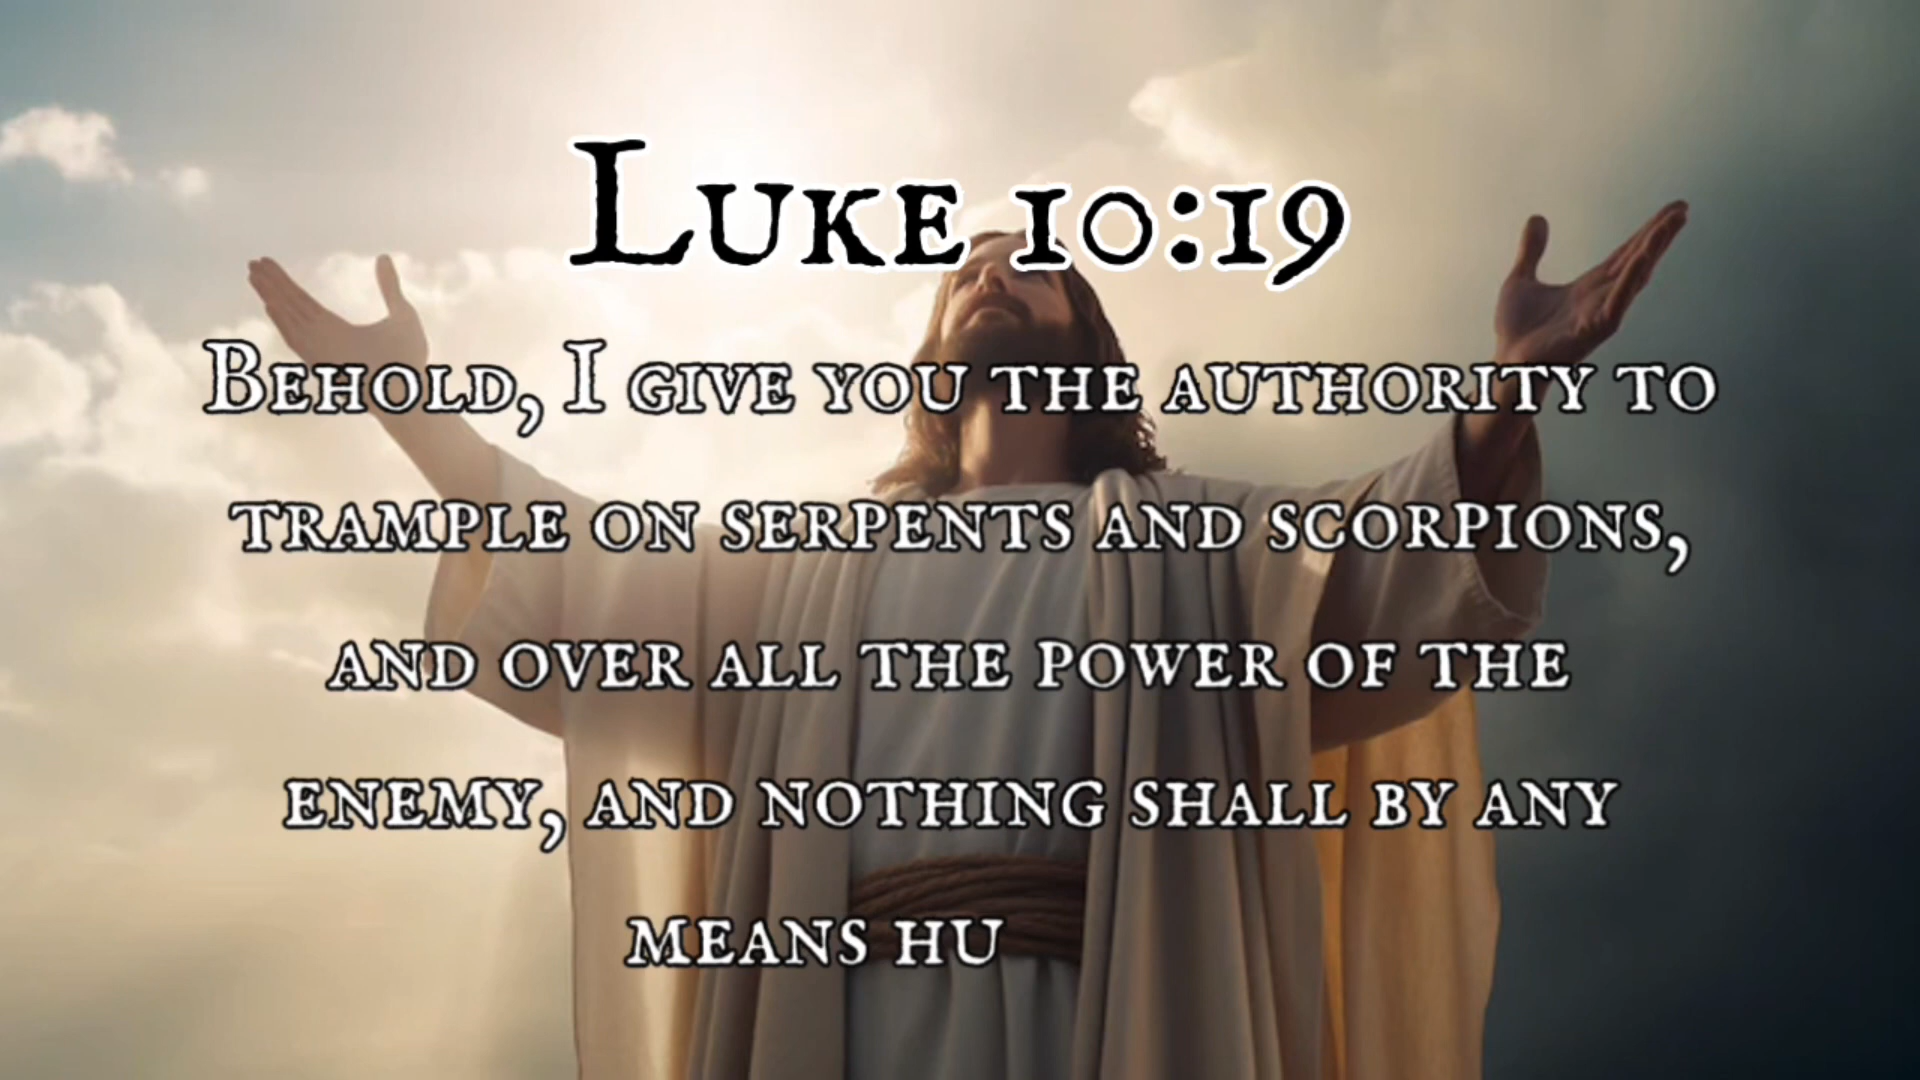 Luke 10:19
Behold, I give you the authority to
trample on serpents and scorpions,
and over all the power of the
enemy, and nothing shall by any
means hu